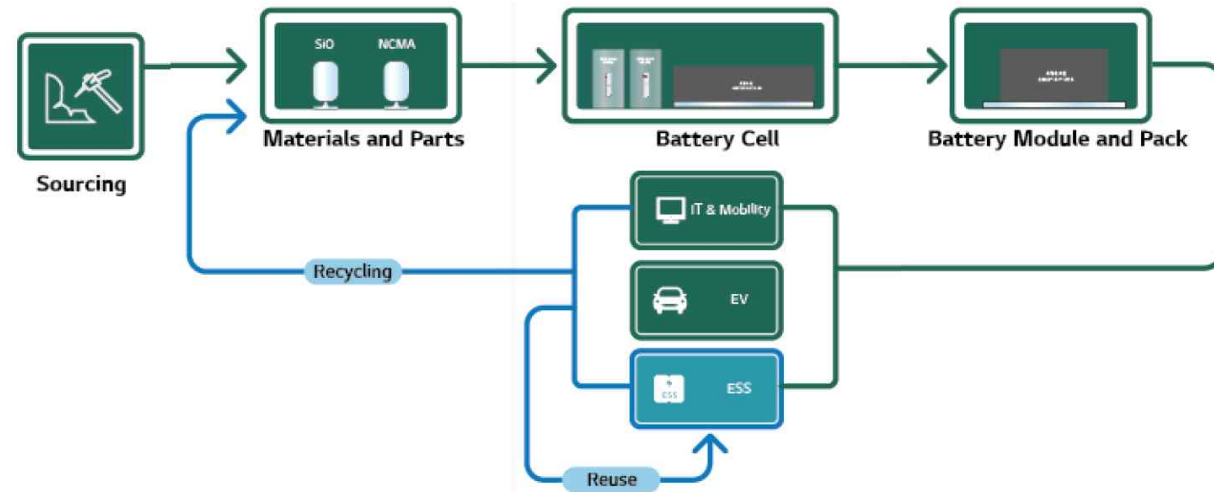 SiO
NCMA
Sourcing
Materials and Parts
Battery Cell
Battery Module and Pack
IT & Mobility
Recycling
EV
ESS
ESS
Reuse